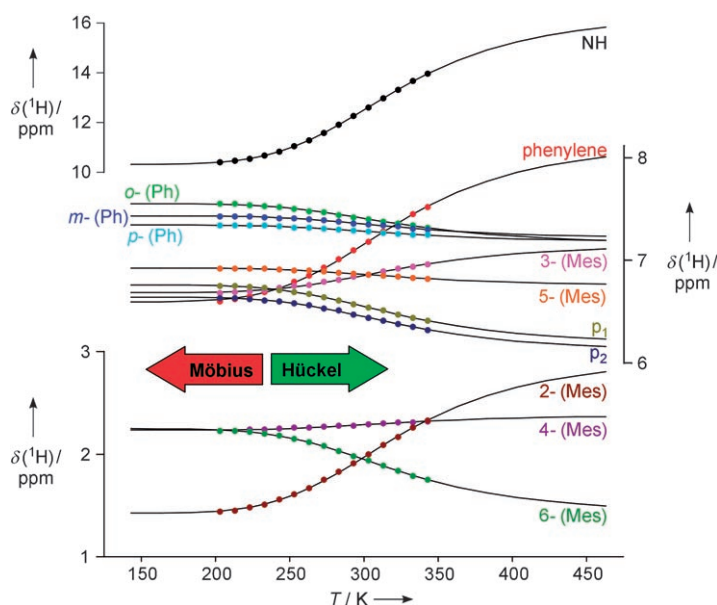 16
14
12
10
δ(¹H)/
ppm
NH
phenylene
8
7
6
δ(¹H)/
ppm
o- (Ph)
m- (Ph)
p- (Ph)
3- (Mes)
5- (Mes)
p₁
p₂
Möbius
Hückel
3
2
1
δ(¹H)/
ppm
2- (Mes)
4- (Mes)
6- (Mes)
150 200 250 300 350 400 450
T / K